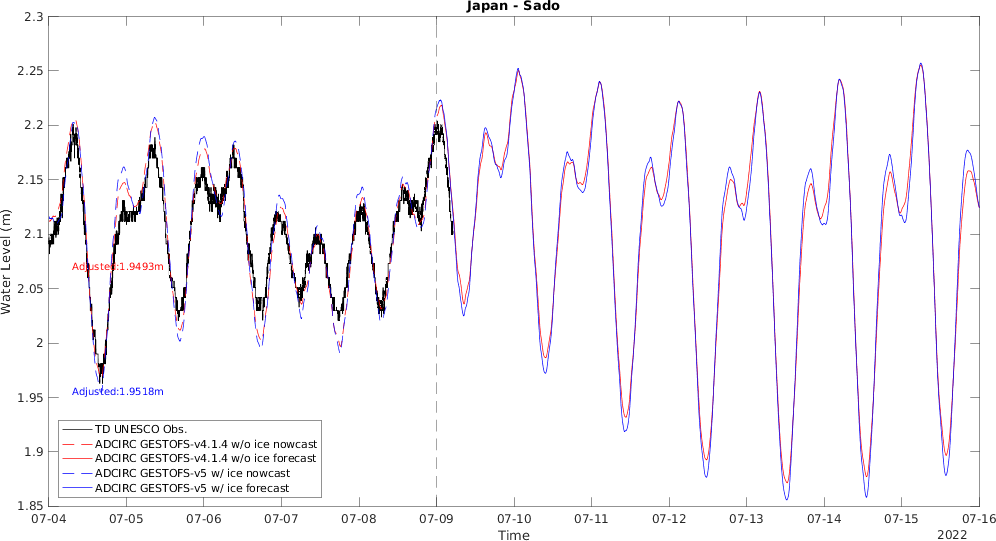 Japan - Sado
2.3
2.25
2.2
2.15
2.1
2.05
2
1.95
1.9
1.85
Water Level (m)
Adjusted:1.9493m
Adjusted:1.9518m
TD UNESCO Obs.
ADCIRC GESTOFS-v4.1.4 w/o ice nowcast
ADCIRC GESTOFS-v4.1.4 w/o ice forecast
ADCIRC GESTOFS-v5 w/ ice nowcast
ADCIRC GESTOFS-v5 w/ ice forecast
07-04 07-05 07-06 07-07 07-08 07-09 07-10 07-11 07-12 07-13 07-14 07-15 07-16
Time
2022